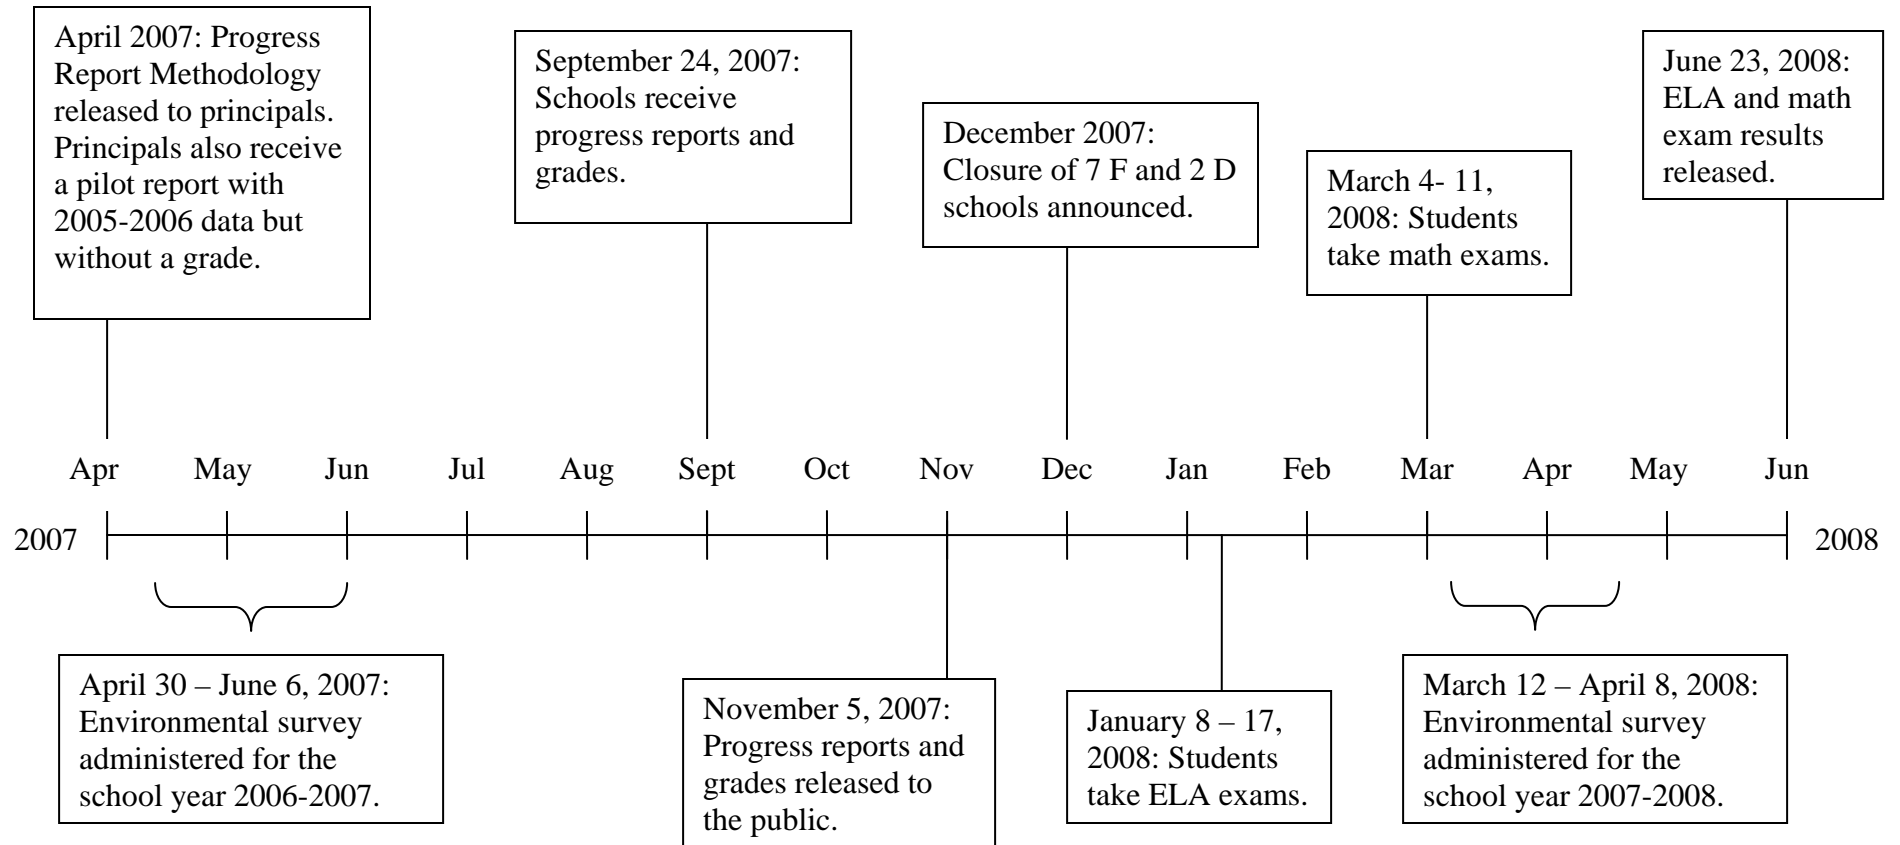 April 2007: Progress
Report Methodology
released to principals.
Principals also receive
a pilot report with
2005-2006 data but
without a grade.
September 24, 2007:
Schools receive
progress reports and
grades.
December 2007:
Closure of 7 F and 2 D
schools announced.
March 4- 11,
2008: Students
take math exams.
June 23, 2008:
ELA and math
exam results
released.
Apr May Jun Jul Aug Sept Oct Nov Dec Jan Feb Mar Apr May Jun
2007 2008
April 30 – June 6, 2007:
Environmental survey
administered for the
school year 2006-2007.
November 5, 2007:
Progress reports and
grades released to
the public.
January 8 – 17,
2008: Students
take ELA exams.
March 12 – April 8, 2008:
Environmental survey
administered for the
school year 2007-2008.